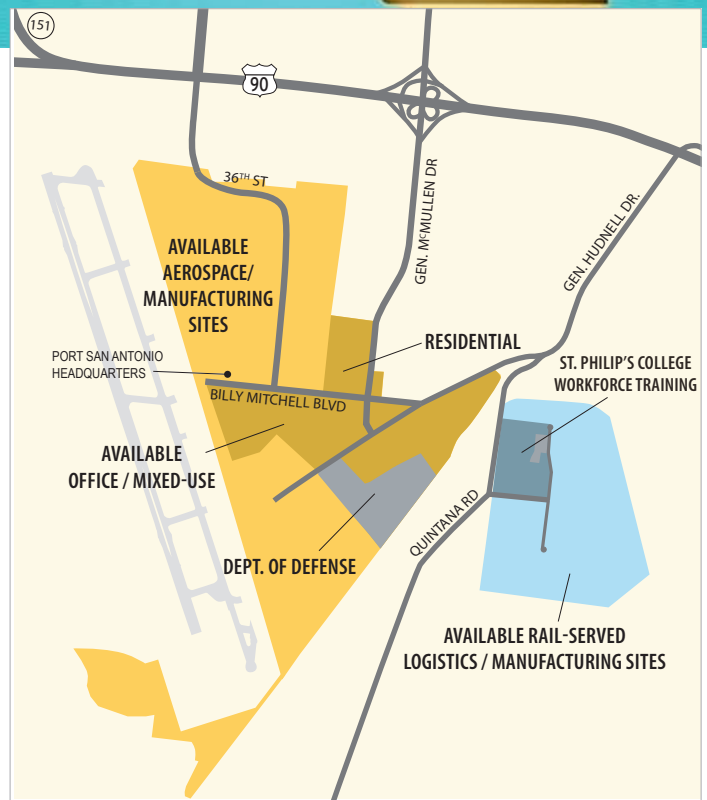 151
90
36TH ST
GEN. MCMULLEN DR
GEN. HUDNELL DR.
AVAILABLE
AEROSPACE/
MANUFACTURING
SITES
RESIDENTIAL
PORT SAN ANTONIO
HEADQUARTERS
ST. PHILIP'S COLLEGE
WORKFORCE TRAINING
BILLY MITCHELL BLVD
AVAILABLE
OFFICE / MIXED-USE
QUINTANA RD
DEPT. OF DEFENSE
AVAILABLE RAIL-SERVED
LOGISTICS / MANUFACTURING SITES